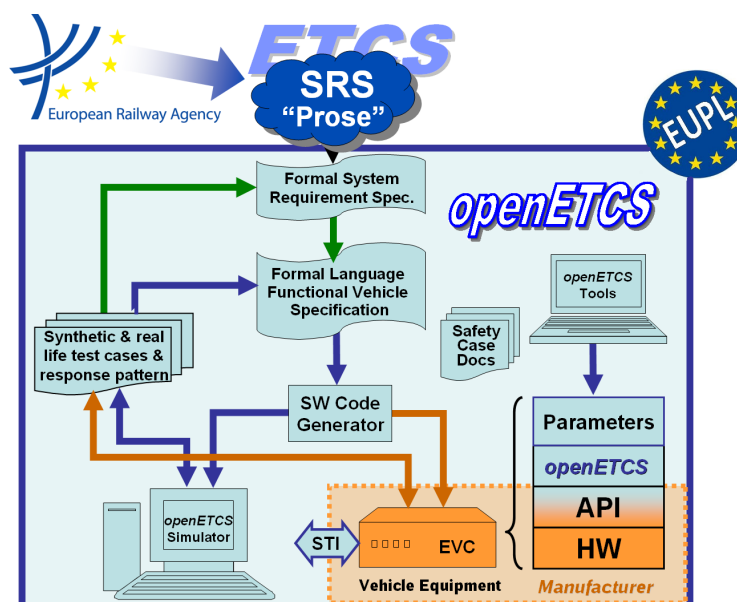 ETCS
European Railway Agency
SRS
“Prose”
EUPL
Formal System
Requirement Spec.
openETCS
Formal Language
Functional Vehicle
Specification
openETCS
Tools
Synthetic & real
life test cases &
response pattern
Safety
Case
Docs
SW Code
Generator
Parameters
openETCS
API
HW
openETCS
Simulator
STI
EVC
Vehicle Equipment
Manufacturer